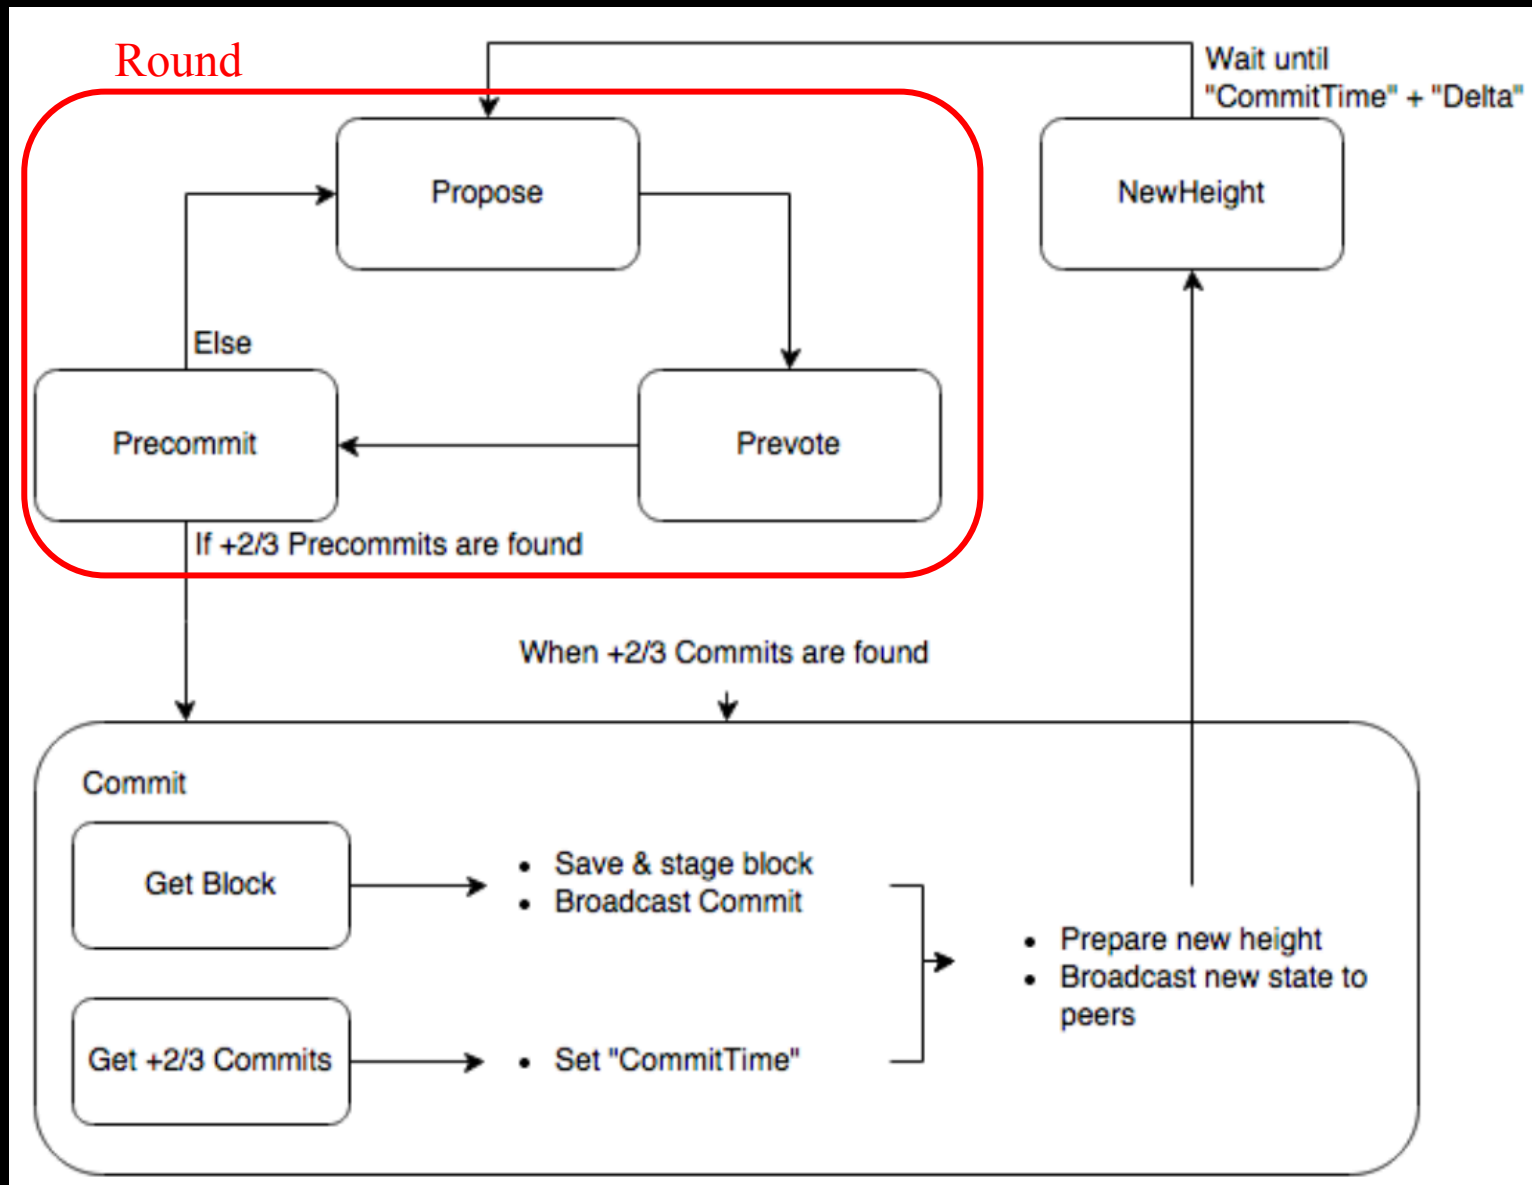 Round
Wait until
"CommitTime" + "Delta"
Propose
NewHeight
Else
Precommit
Prevote
If +2/3 Precommits are found
When +2/3 Commits are found
Commit
Get Block
• Save & stage block
• Broadcast Commit
• Prepare new height
• Broadcast new state to
peers
Get +2/3 Commits
• Set "CommitTime"